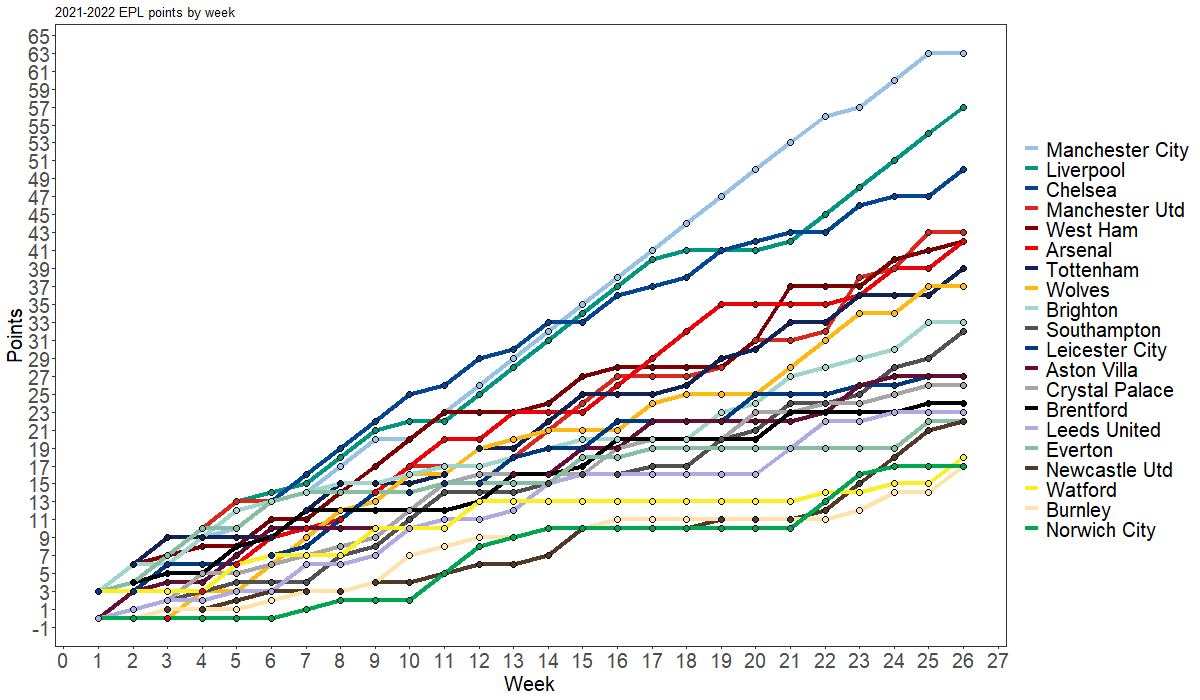 2021-2022 EPL points by week
Points
65
63
61
59
57
55
53
51
49
47
45
43
41
39
37
35
33
31
29
27
25
23
21
19
17
15
13
11
9
7
5
3
1
-1
0 1 2 3 4 5 6 7 8 9 10 11 12 13 14 15 16 17 18 19 20 21 22 23 24 25 26 27
Week
Manchester City
Liverpool
Chelsea
Manchester Utd
West Ham
Arsenal
Tottenham
Wolves
Brighton
Southampton
Leicester City
Aston Villa
Crystal Palace
Brentford
Leeds United
Everton
Newcastle Utd
Watford
Burnley
Norwich City